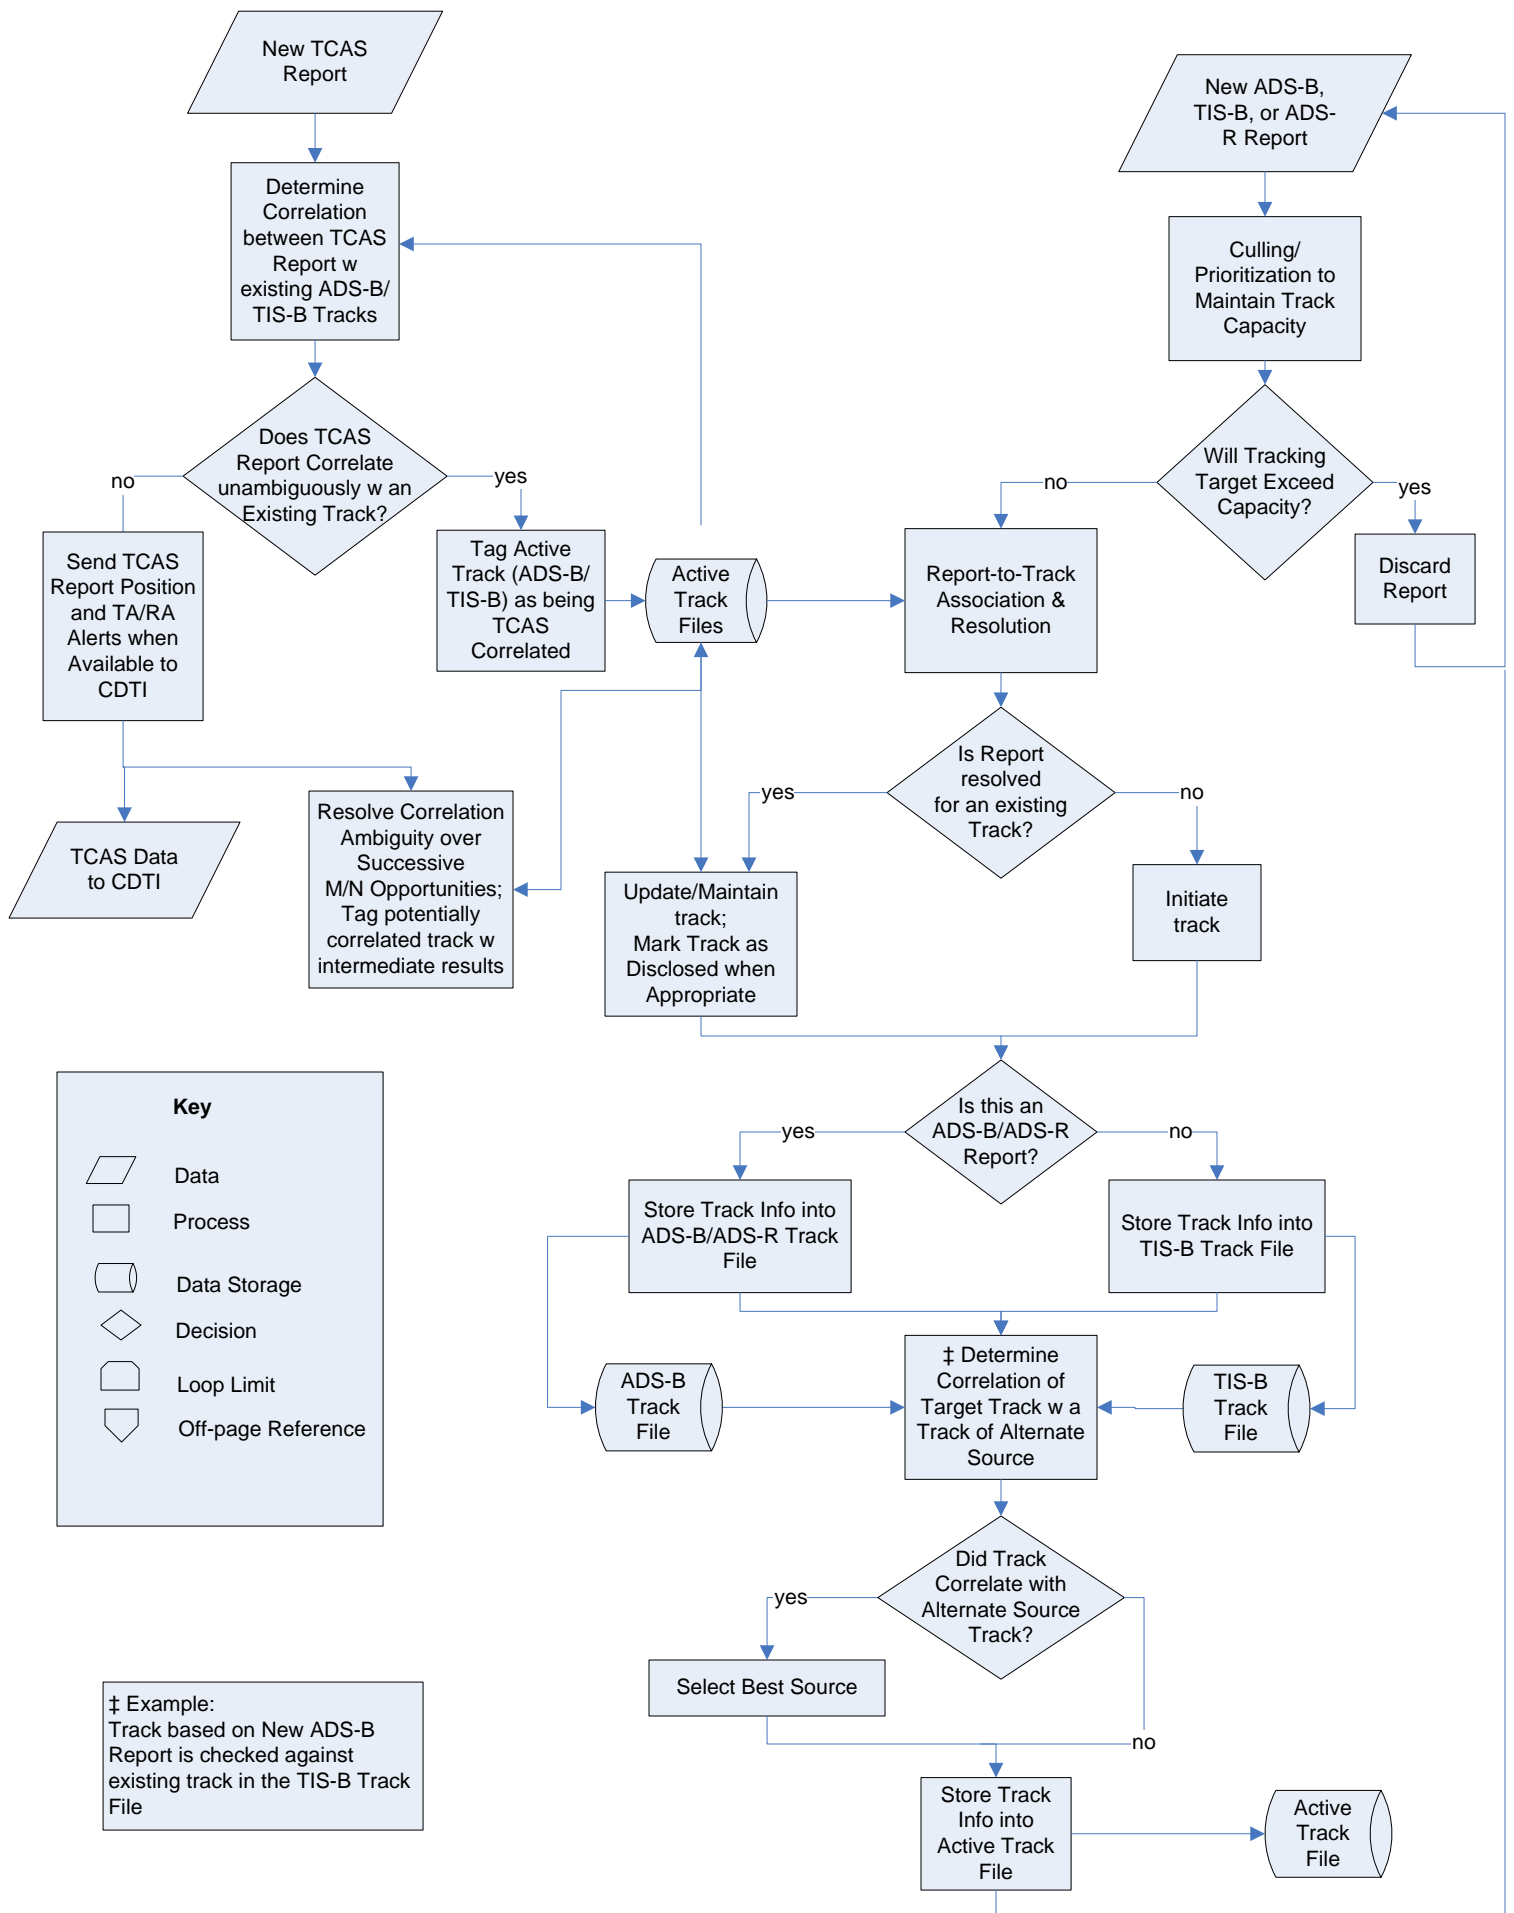 New TCAS
Report
Determine
Correlation
between TCAS
Report w
existing ADS-B/
TIS-B Tracks
Does TCAS
Report Correlate
unambiguously w an
Existing Track?
no
yes
Send TCAS
Report Position
and TA/RA
Alerts when
Available to
CDTI
Tag Active
Track (ADS-B/
TIS-B) as being
TCAS
Correlated
Active
Track
Files
TCAS Data
to CDTI
Resolve Correlation
Ambiguity over
Successive
M/N Opportunities;
Tag potentially
correlated track w
intermediate results
New ADS-B,
TIS-B, or ADS-
R Report
Culling/
Prioritization to
Maintain Track
Capacity
Will Tracking
Target Exceed
Capacity?
no
yes
Discard
Report
Report-to-Track
Association &
Resolution
Is Report
resolved
for an existing
Track?
yes
no
Update/Maintain
track;
Mark Track as
Disclosed when
Appropriate
Initiate
track
Is this an
ADS-B/ADS-R
Report?
yes
no
Store Track Info into
ADS-B/ADS-R Track
File
Store Track Info into
TIS-B Track File
ADS-B
Track
File
‡ Determine
Correlation of
Target Track w a
Track of Alternate
Source
TIS-B
Track
File
Did Track
Correlate with
Alternate Source
Track?
yes
no
Select Best Source
Store Track
Info into
Active Track
File
Active
Track
File
Key
Data
Process
Data Storage
Decision
Loop Limit
Off-page Reference
‡ Example:
Track based on New ADS-B
Report is checked against
existing track in the TIS-B Track
File